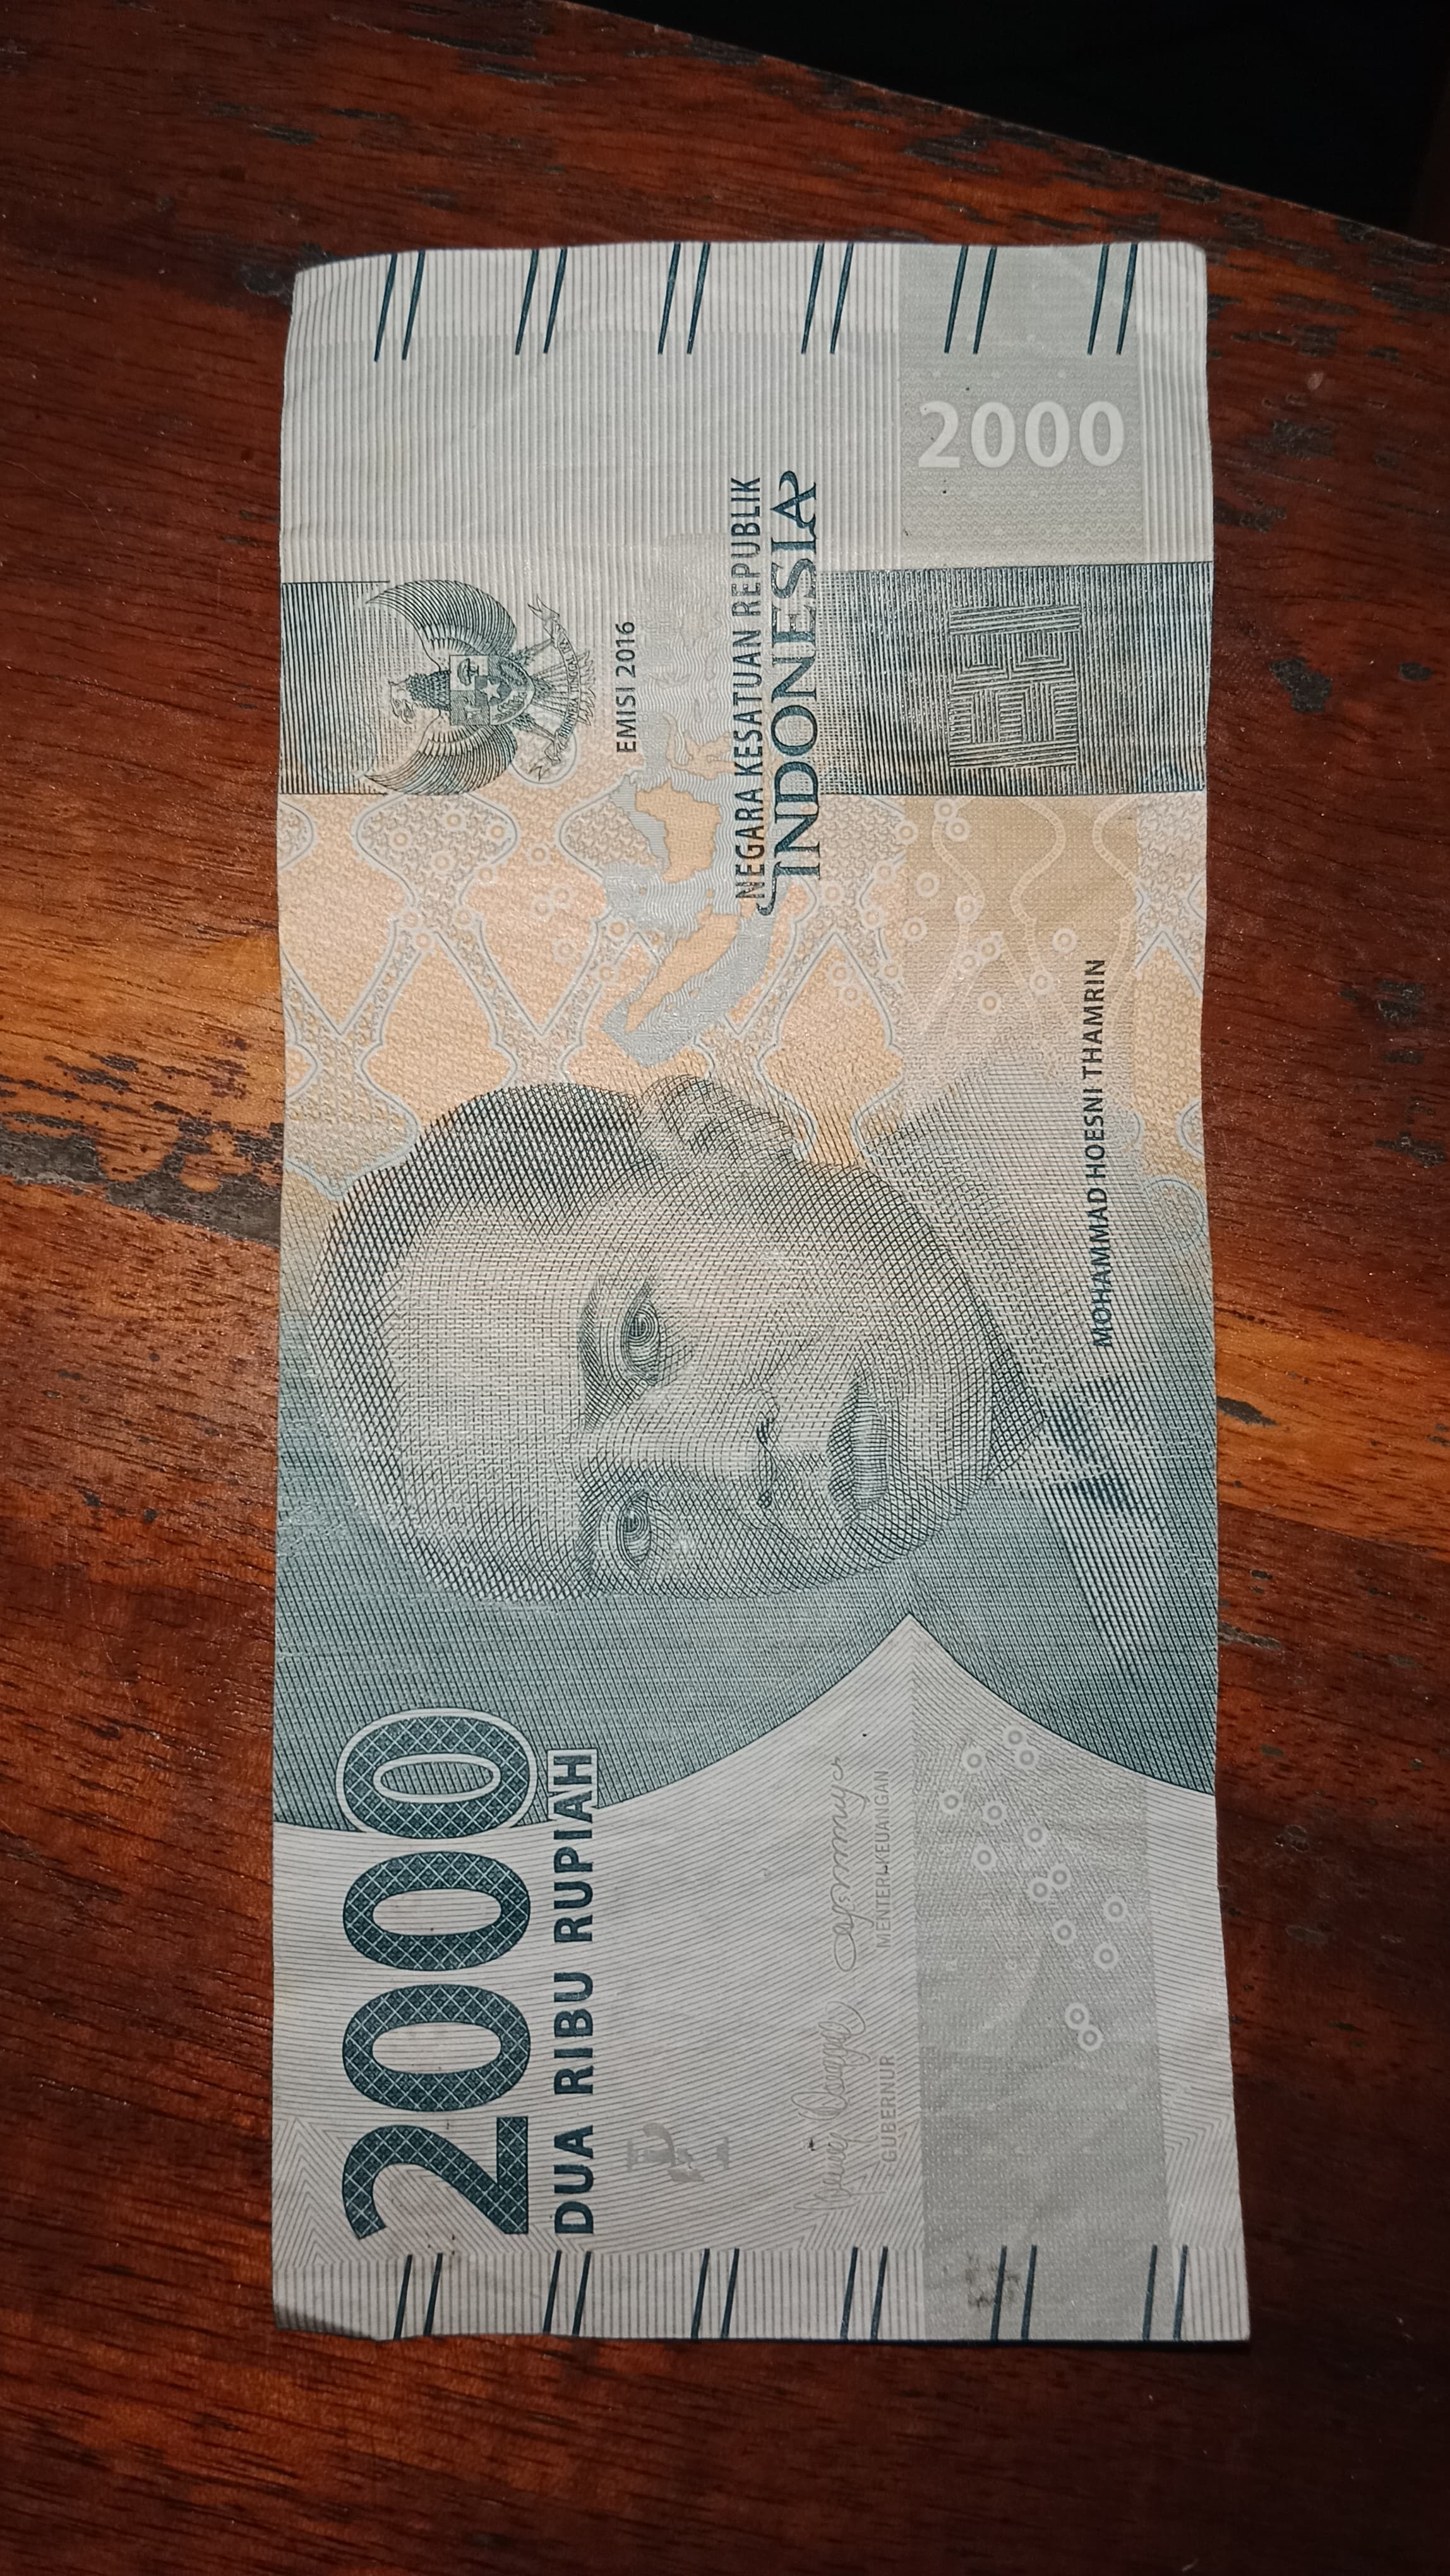 2000
DUA RIBU RUPIAH
EMISI 2016
NEGARA KESATUAN REPUBLIK
INDONESIA
GUBERNUR
MENTERI KEUANGAN
MOHAMMAD HOESNI THAMRIN
2000